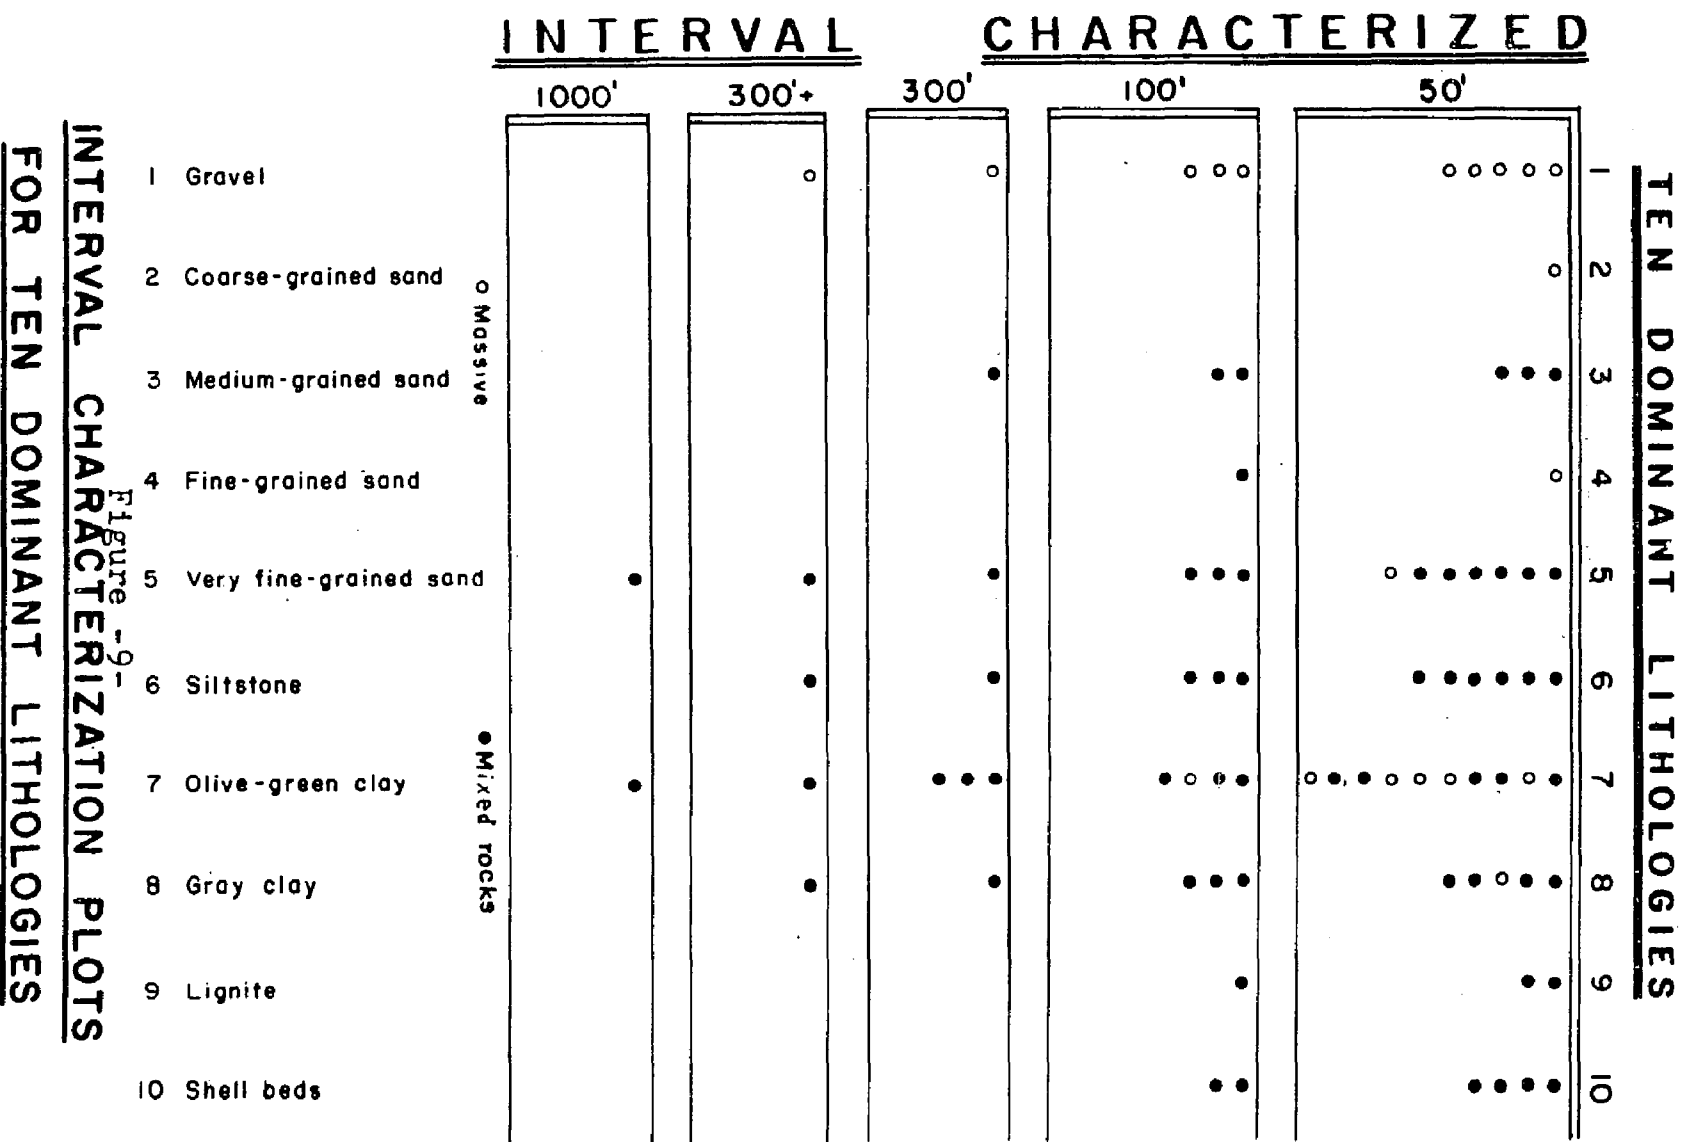 INTERVAL CHARACTERIZED
1000' 300'+ 300' 100' 50'
1 Gravel
2 Coarse-grained sand
3 Medium-grained sand
4 Fine-grained sand
5 Very fine-grained sand
6 Siltstone
7 Olive-green clay
8 Gray clay
9 Lignite
10 Shell beds
Massive
Mixed rocks
1
2
3
4
5
6
7
8
9
10
TEN DOMINANT LITHOLOGIES
Figure -9-
INTERVAL CHARACTERIZATION PLOTS
FOR TEN DOMINANT LITHOLOGIES